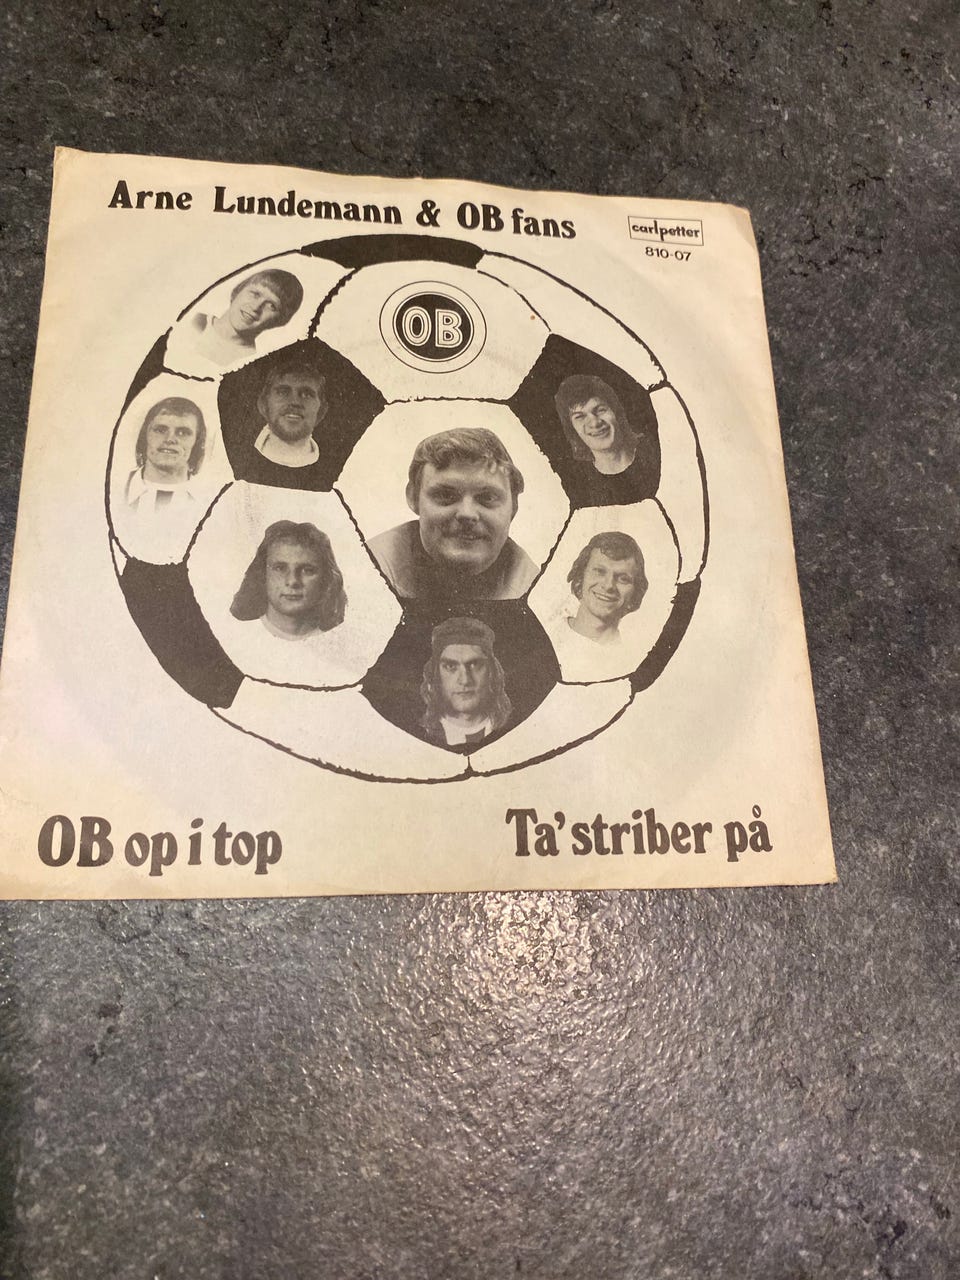 Arne Lundemann & OB fans
carlpetter
810-07
OB
OB op i top
Ta' striber på